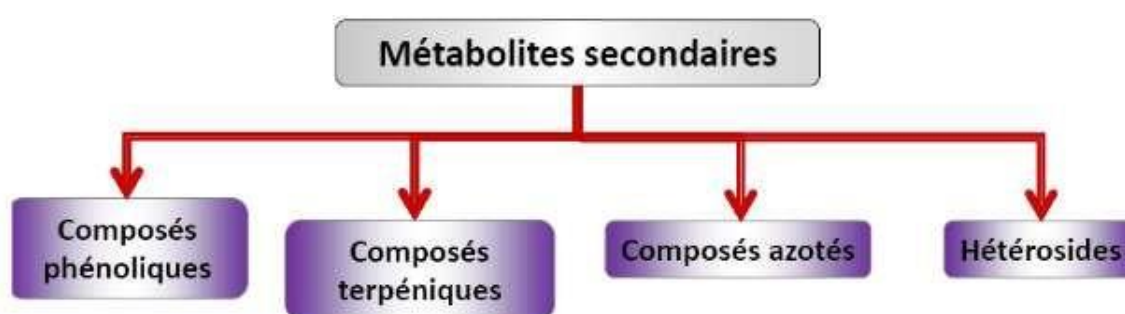 Métabolites secondaires
Composés
phénoliques
Composés
terpéniques
Composés azotés
Hétérosides